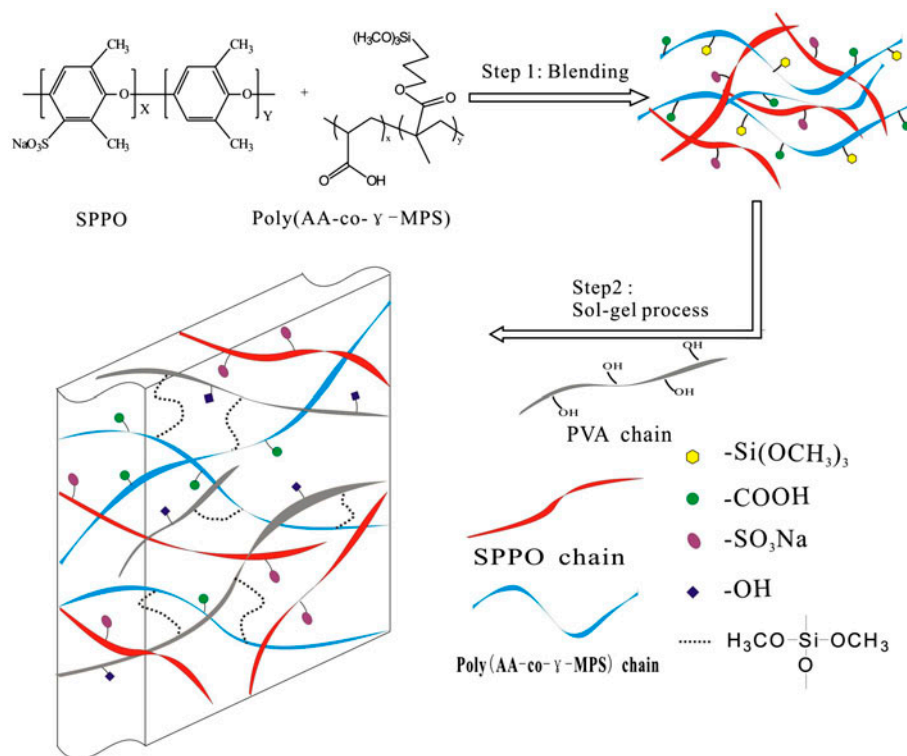 (H₃CO)₃Si
CH₃
CH₃
O
O
X
Y
CH₃
CH₃
NaO₃S
+
O
O
x
y
O
OH
SPPO
Poly(AA-co-γ-MPS)
Step 1: Blending
Step2 :
Sol-gel process
OH
OH
OH
OH
PVA chain
SPPO chain
Poly(AA-co-γ-MPS) chain
-Si(OCH₃)₃
-COOH
-SO₃Na
-OH
H₃CO-Si-OCH₃
O